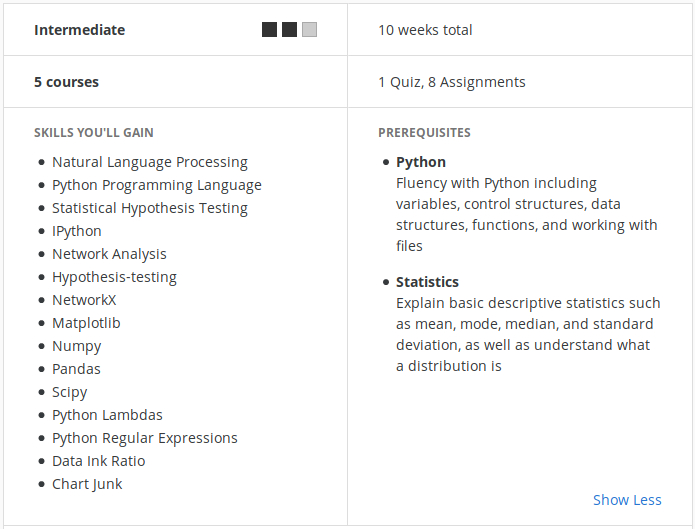 Intermediate
10 weeks total
5 courses
1 Quiz, 8 Assignments
SKILLS YOU'LL GAIN
Natural Language Processing
Python Programming Language
Statistical Hypothesis Testing
IPython
Network Analysis
Hypothesis-testing
NetworkX
Matplotlib
Numpy
Pandas
Scipy
Python Lambdas
Python Regular Expressions
Data Ink Ratio
Chart Junk
PREREQUISITES
Python
Fluency with Python including
variables, control structures, data
structures, functions, and working with
files
Statistics
Explain basic descriptive statistics such
as mean, mode, median, and standard
deviation, as well as understand what
a distribution is
Show Less